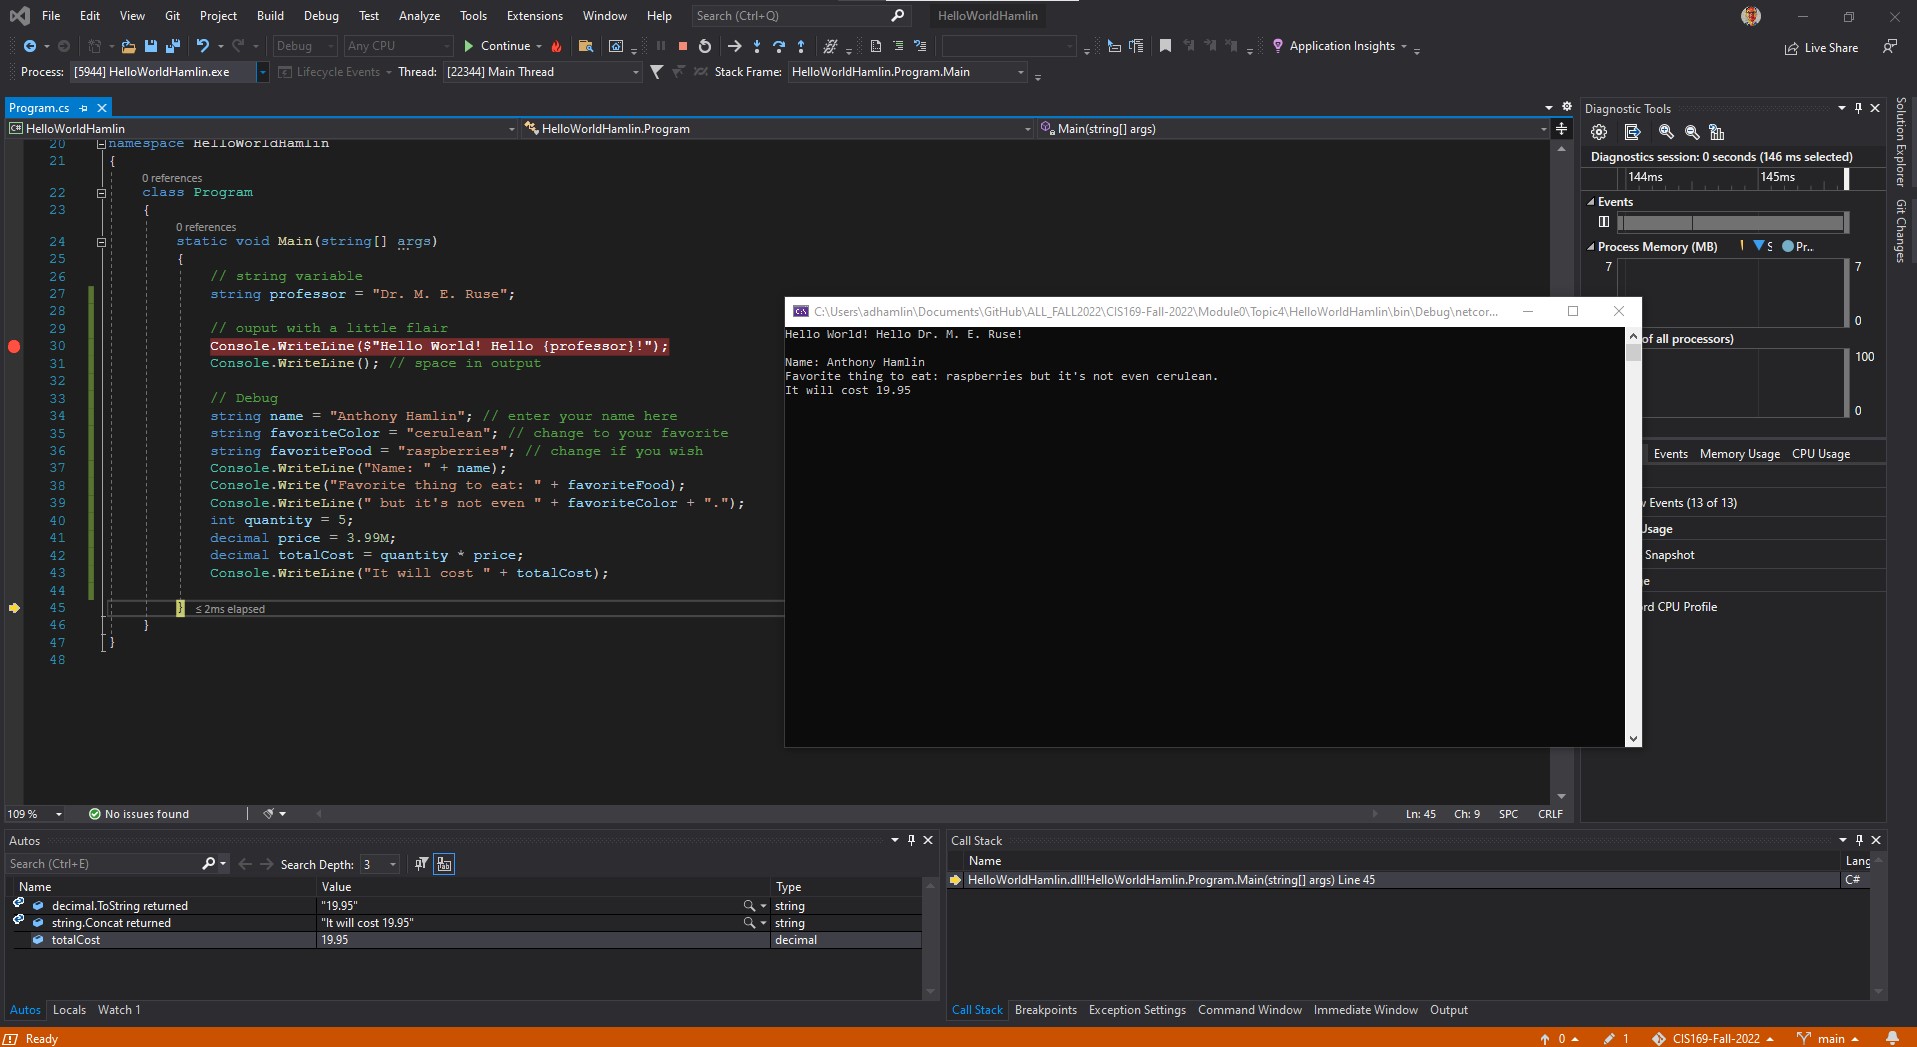 File Edit View Git Project Build Debug Test Analyze Tools Extensions Window Help Search (Ctrl+Q) HelloWorldHamlin
Debug Any CPU Continue Application Insights Live Share
Process: [5944] HelloWorldHamlin.exe Lifecycle Events Thread: [22344] Main Thread Stack Frame: HelloWorldHamlin.Program.Main
Program.cs
HelloWorldHamlin HelloWorldHamlin.Program Main(string[] args)
20 namespace HelloWorldHamlin
21 {
0 references
22 class Program
23 {
0 references
24 static void Main(string[] args)
25 {
26 // string variable
27 string professor = "Dr. M. E. Ruse";
28
29 // ouput with a little flair
30 Console.WriteLine($"Hello World! Hello {professor}!");
31 Console.WriteLine(); // space in output
32
33 // Debug
34 string name = "Anthony Hamlin"; // enter your name here
35 string favoriteColor = "cerulean"; // change to your favorite
36 string favoriteFood = "raspberries"; // change if you wish
37 Console.WriteLine("Name: " + name);
38 Console.Write("Favorite thing to eat: " + favoriteFood);
39 Console.WriteLine(" but it's not even " + favoriteColor + ".");
40 int quantity = 5;
41 decimal price = 3.99M;
42 decimal totalCost = quantity * price;
43 Console.WriteLine("It will cost " + totalCost);
44
45 } ≤ 2ms elapsed
46 }
47 }
48
C:\Users\adhamlin\Documents\GitHub\ALL_FALL2022\CIS169-Fall-2022\Module0\Topic4\HelloWorldHamlin\bin\Debug\netcor...
Hello World! Hello Dr. M. E. Ruse!
Name: Anthony Hamlin
Favorite thing to eat: raspberries but it's not even cerulean.
It will cost 19.95
Diagnostic Tools
Diagnostics session: 0 seconds (146 ms selected)
144ms 145ms
Events
Process Memory (MB) S Pr...
7 7
0
of all processors)
100
0
Events Memory Usage CPU Usage
w Events (13 of 13)
Usage
Snapshot
ge
rd CPU Profile
Solution Explorer
Git Changes
109 % No issues found Ln: 45 Ch: 9 SPC CRLF
Autos
Search (Ctrl+E) Search Depth: 3
Name Value Type
decimal.ToString returned "19.95" string
string.Concat returned "It will cost 19.95" string
totalCost 19.95 decimal
Autos Locals Watch 1
Call Stack
Name Lang
HelloWorldHamlin.dll!HelloWorldHamlin.Program.Main(string[] args) Line 45 C#
Call Stack Breakpoints Exception Settings Command Window Immediate Window Output
Ready 0 1 CIS169-Fall-2022 main